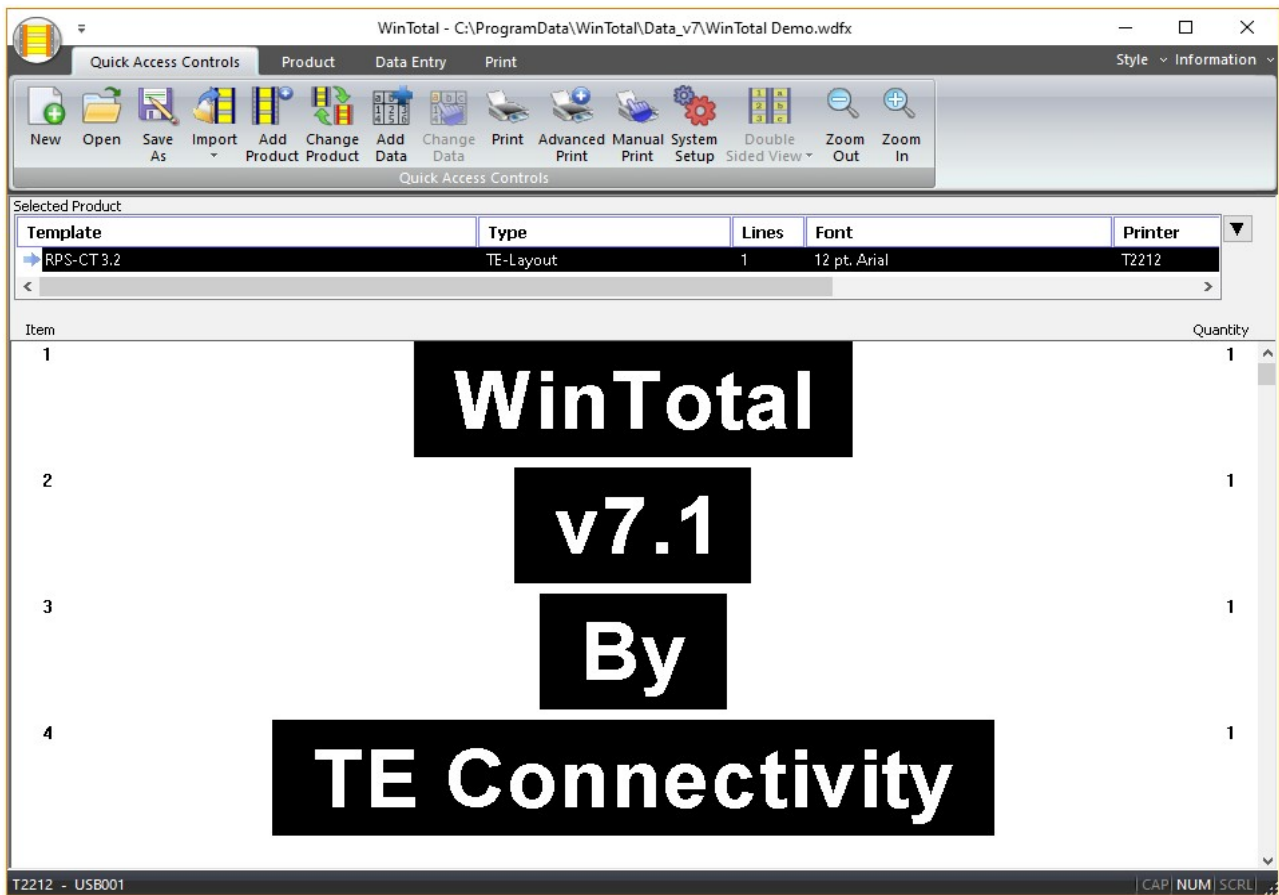 WinTotal - C:\ProgramData\WinTotal\Data_v7\WinTotal Demo.wdfx
Quick Access Controls Product Data Entry Print Style Information
New Open Save As Import Add Product Change Product Add Data Change Data Print Advanced Print Manual Print System Setup Double Sided View Zoom Out Zoom In
Quick Access Controls
Selected Product
Template Type Lines Font Printer
RPS-CT 3.2 TE-Layout 1 12 pt. Arial T2212
Item Quantity
1 WinTotal 1
2 v7.1 1
3 By 1
4 TE Connectivity 1
T2212 - USB001 CAP NUM SCRL